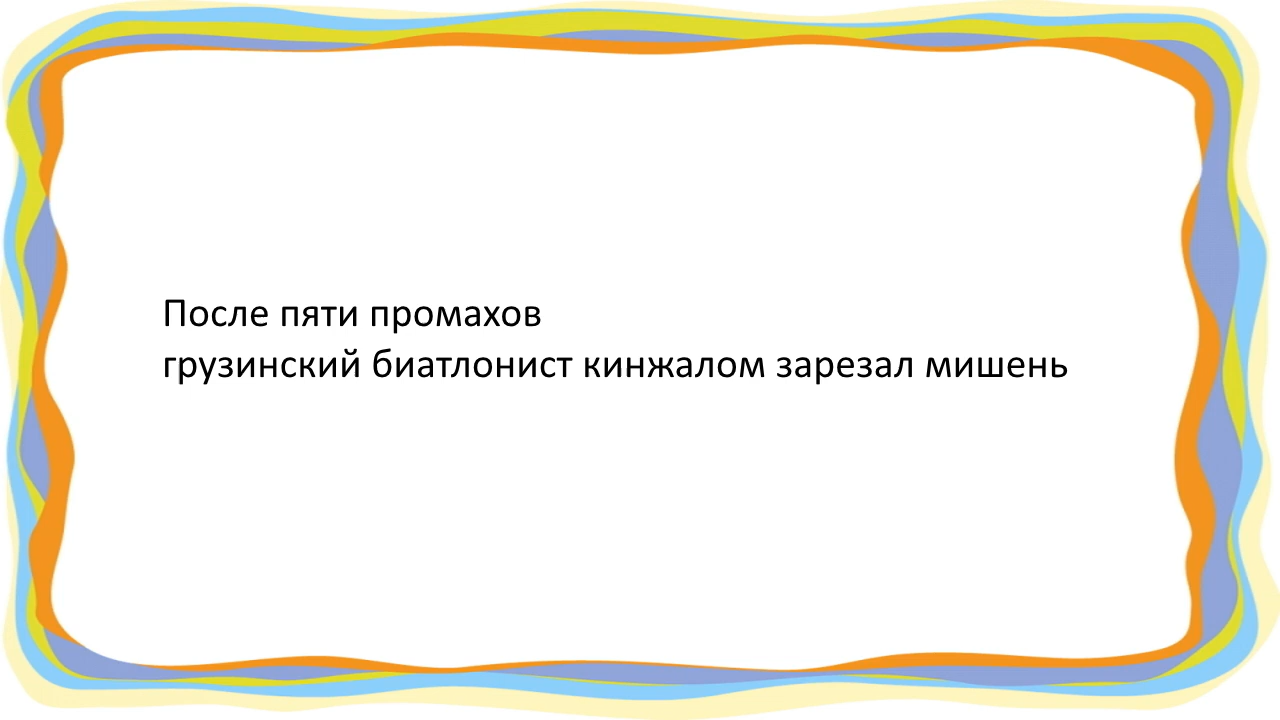 После пяти промахов
грузинский биатлонист кинжалом зарезал мишень